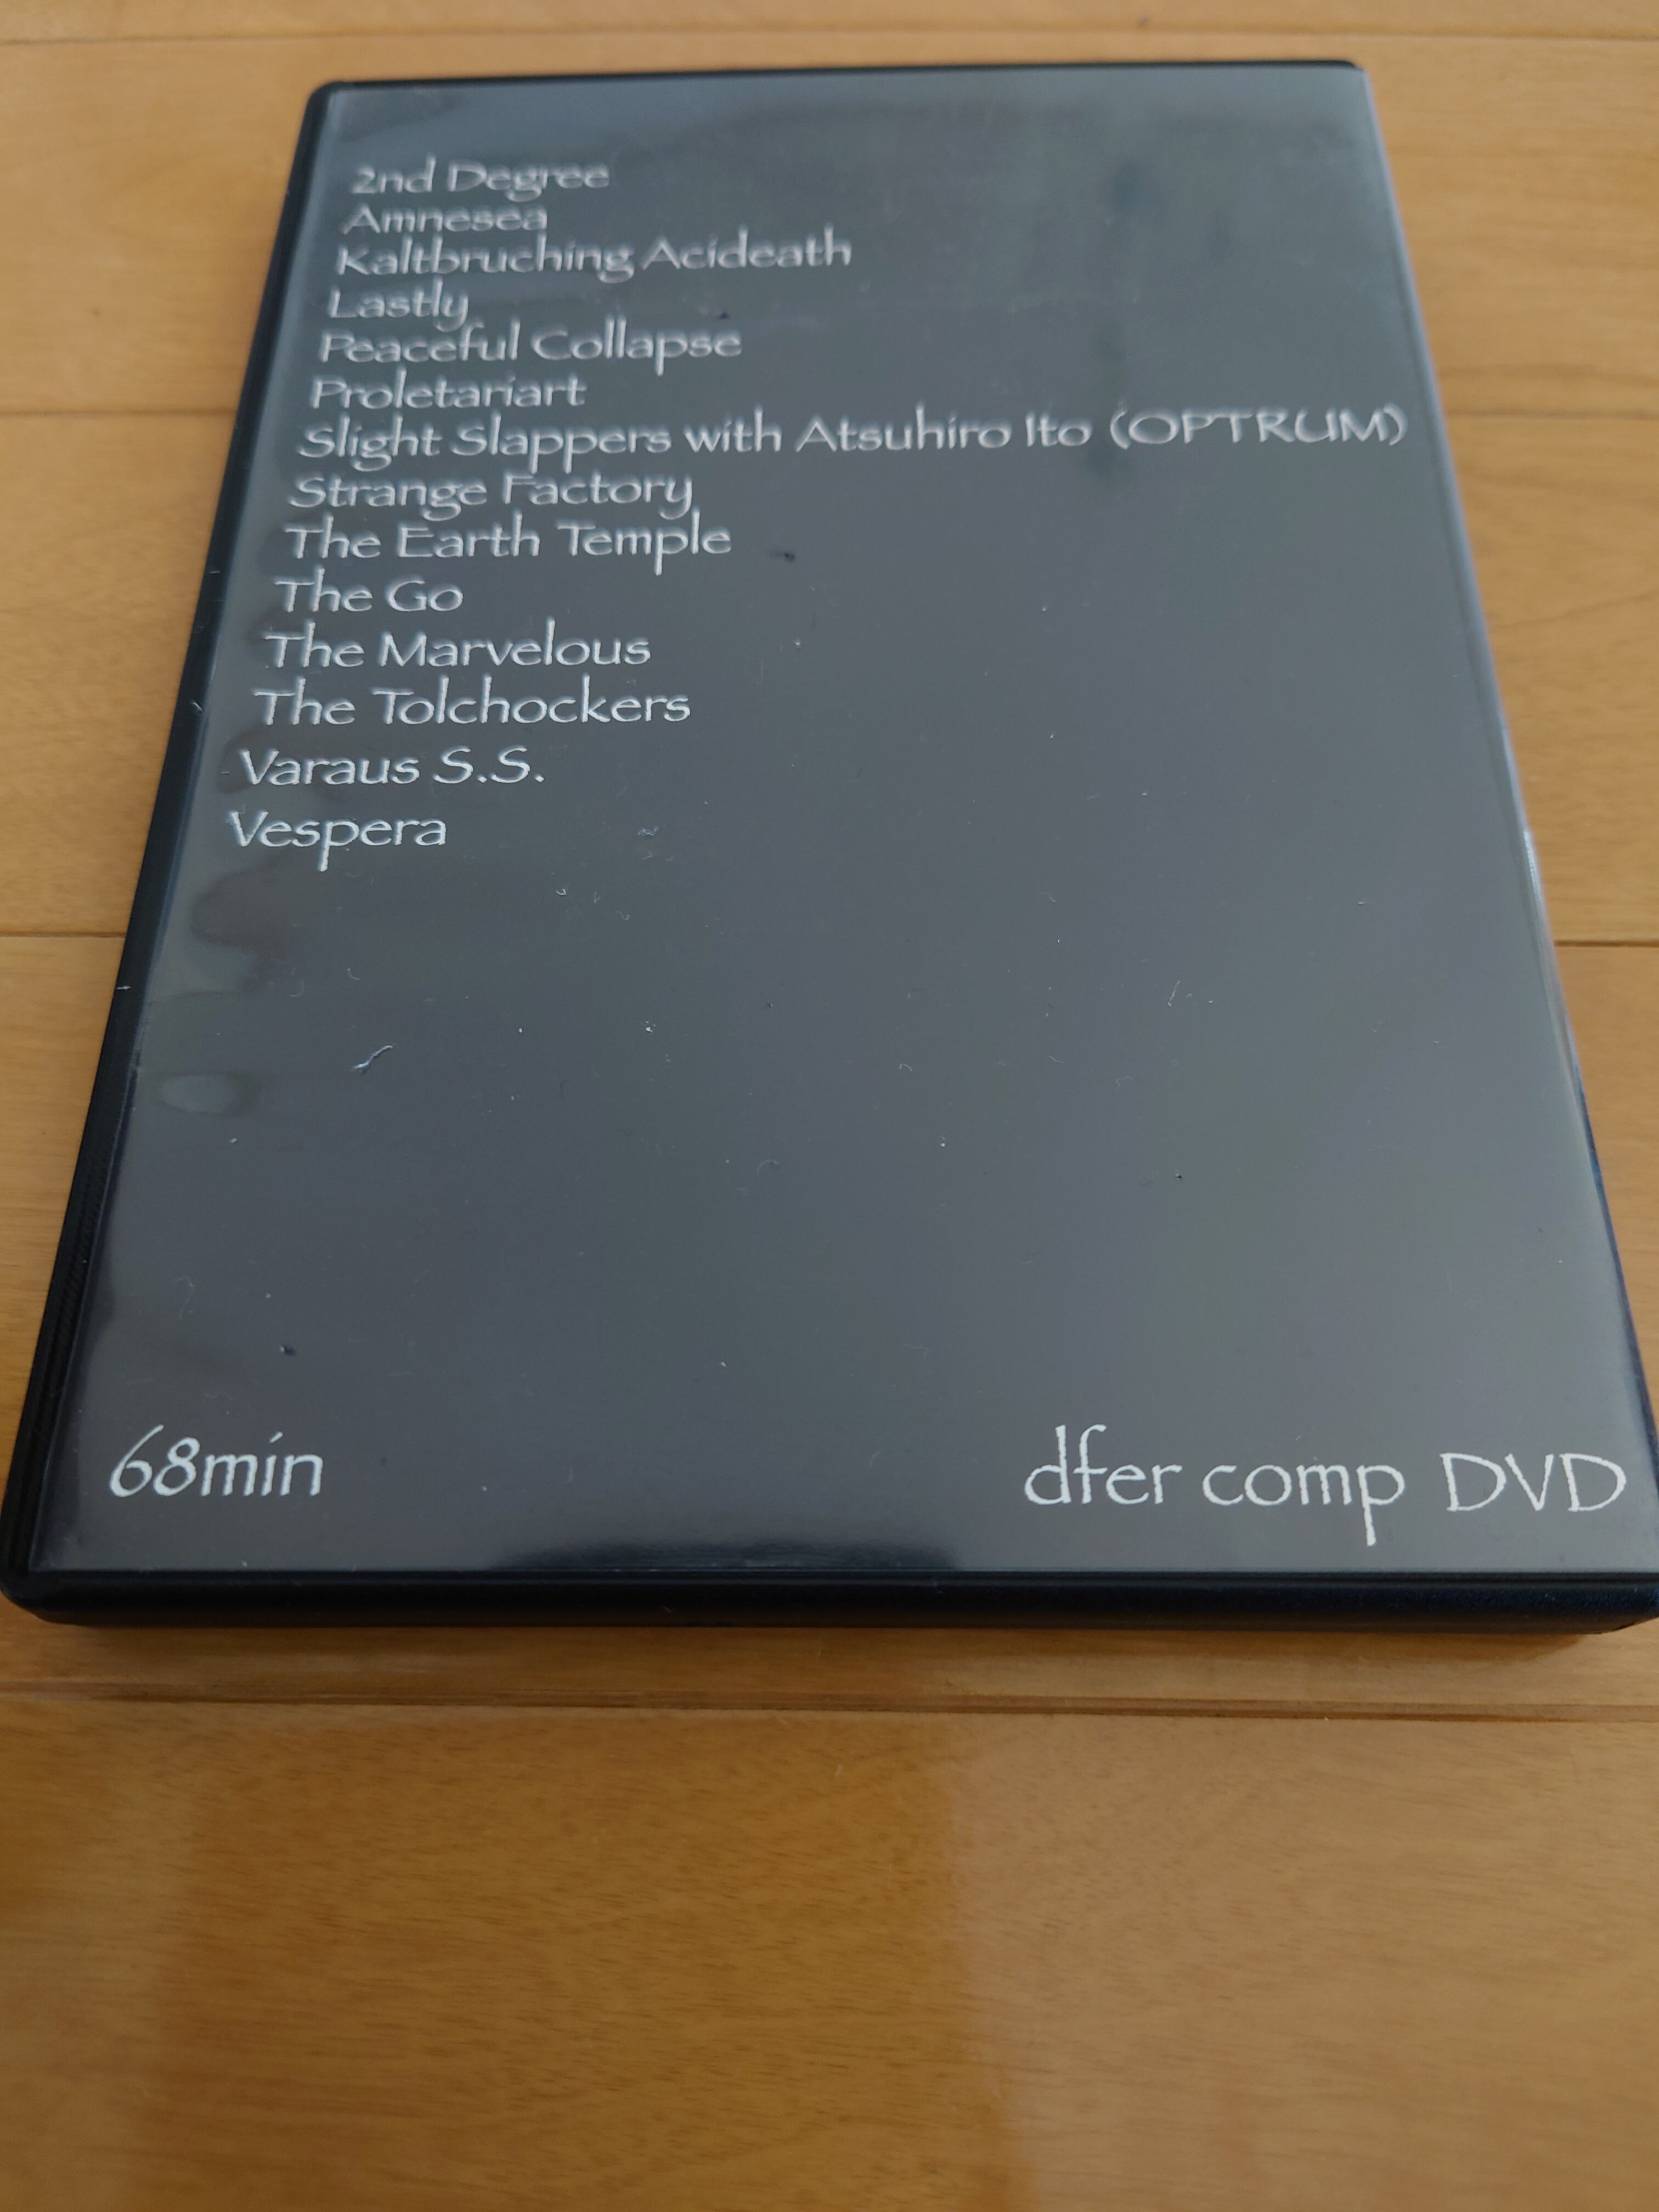 2nd Degree
Amnesea
Kaltbruching Acideath
Lastly
Peaceful Collapse
Proletariart
Slight Slappers with Atsuhiro Ito (OPTRUM)
Strange Factory
The Earth Temple
The Go
The Marvelous
The Tolchockers
Varaus S.S.
Vespera
68min
dfer comp DVD